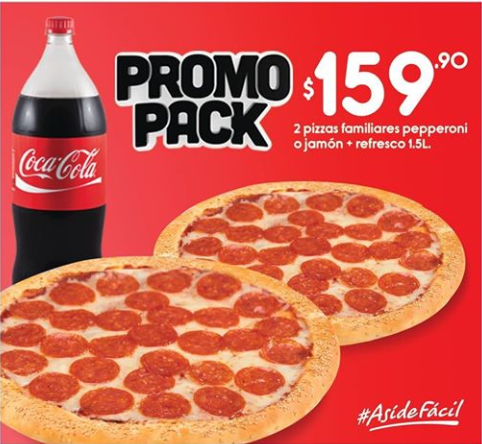 PROMO
PACK
$159.90
2 pizzas familiares pepperoni
o jamón + refresco 1.5L.
Coca-Cola
#AsídeFácil